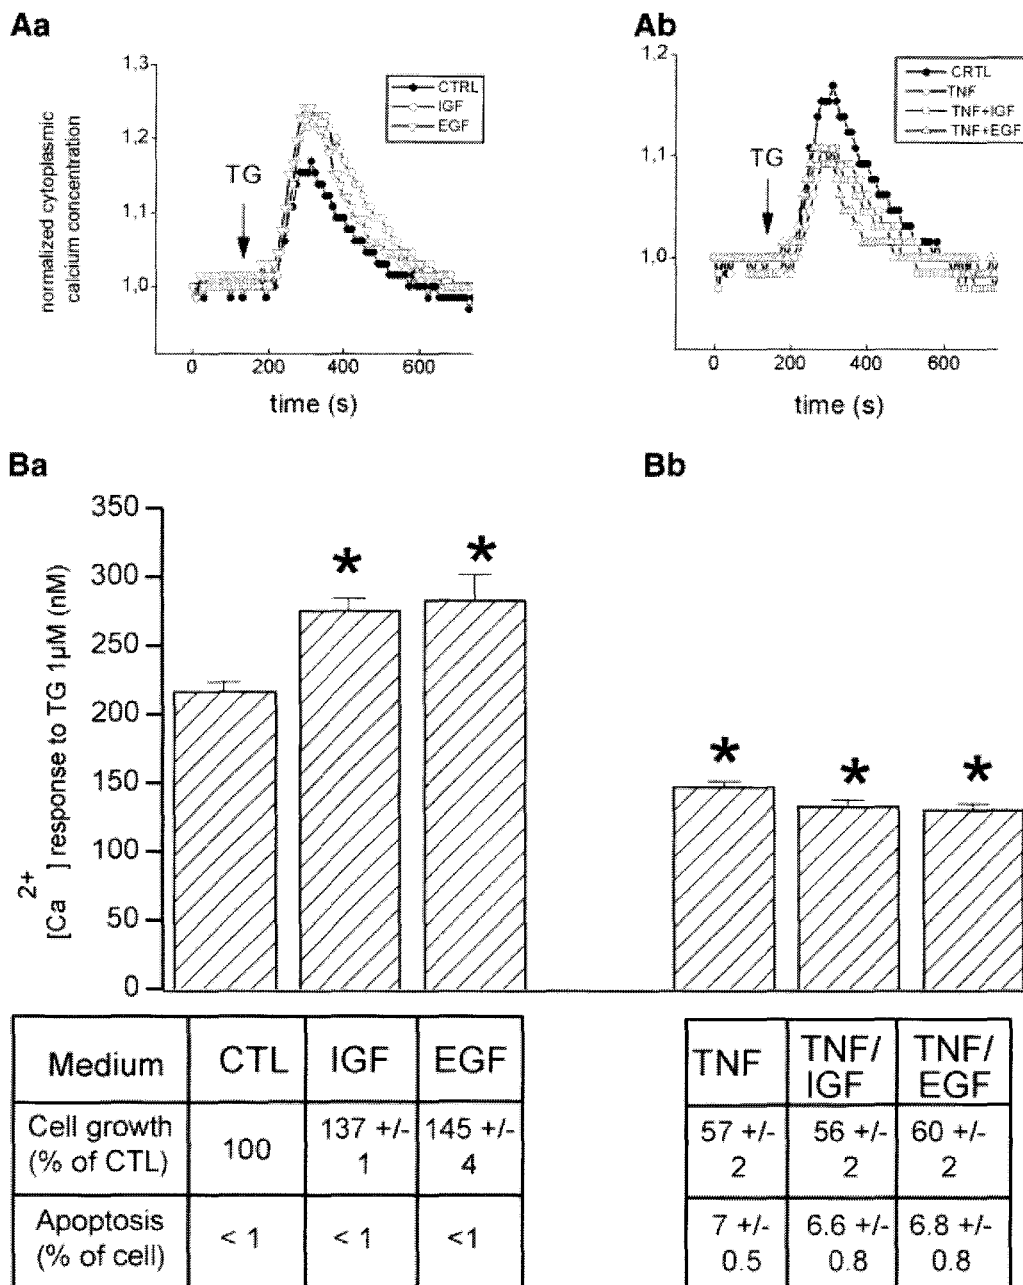 Aa
normalized cytoplasmic
calcium concentration
1,3
1,2
1,1
1,0
TG
CTRL
IGF
EGF
0
200
400
600
time (s)
Ab
1,2
1,1
1,0
TG
CRTL
TNF
TNF+IGF
TNF+EGF
0
200
400
600
time (s)
Ba
[Ca 2+ ] response to TG 1µM (nM)
350
300
250
200
150
100
50
0
*
*
Bb
*
*
*
Medium CTL IGF EGF
Cell growth
(% of CTL)
100
137 +/-
1
145 +/-
4
Apoptosis
(% of cell)
< 1
< 1
<1
TNF
TNF/
IGF
TNF/
EGF
57 +/-
2
56 +/-
2
60 +/-
2
7 +/-
0.5
6.6 +/-
0.8
6.8 +/-
0.8